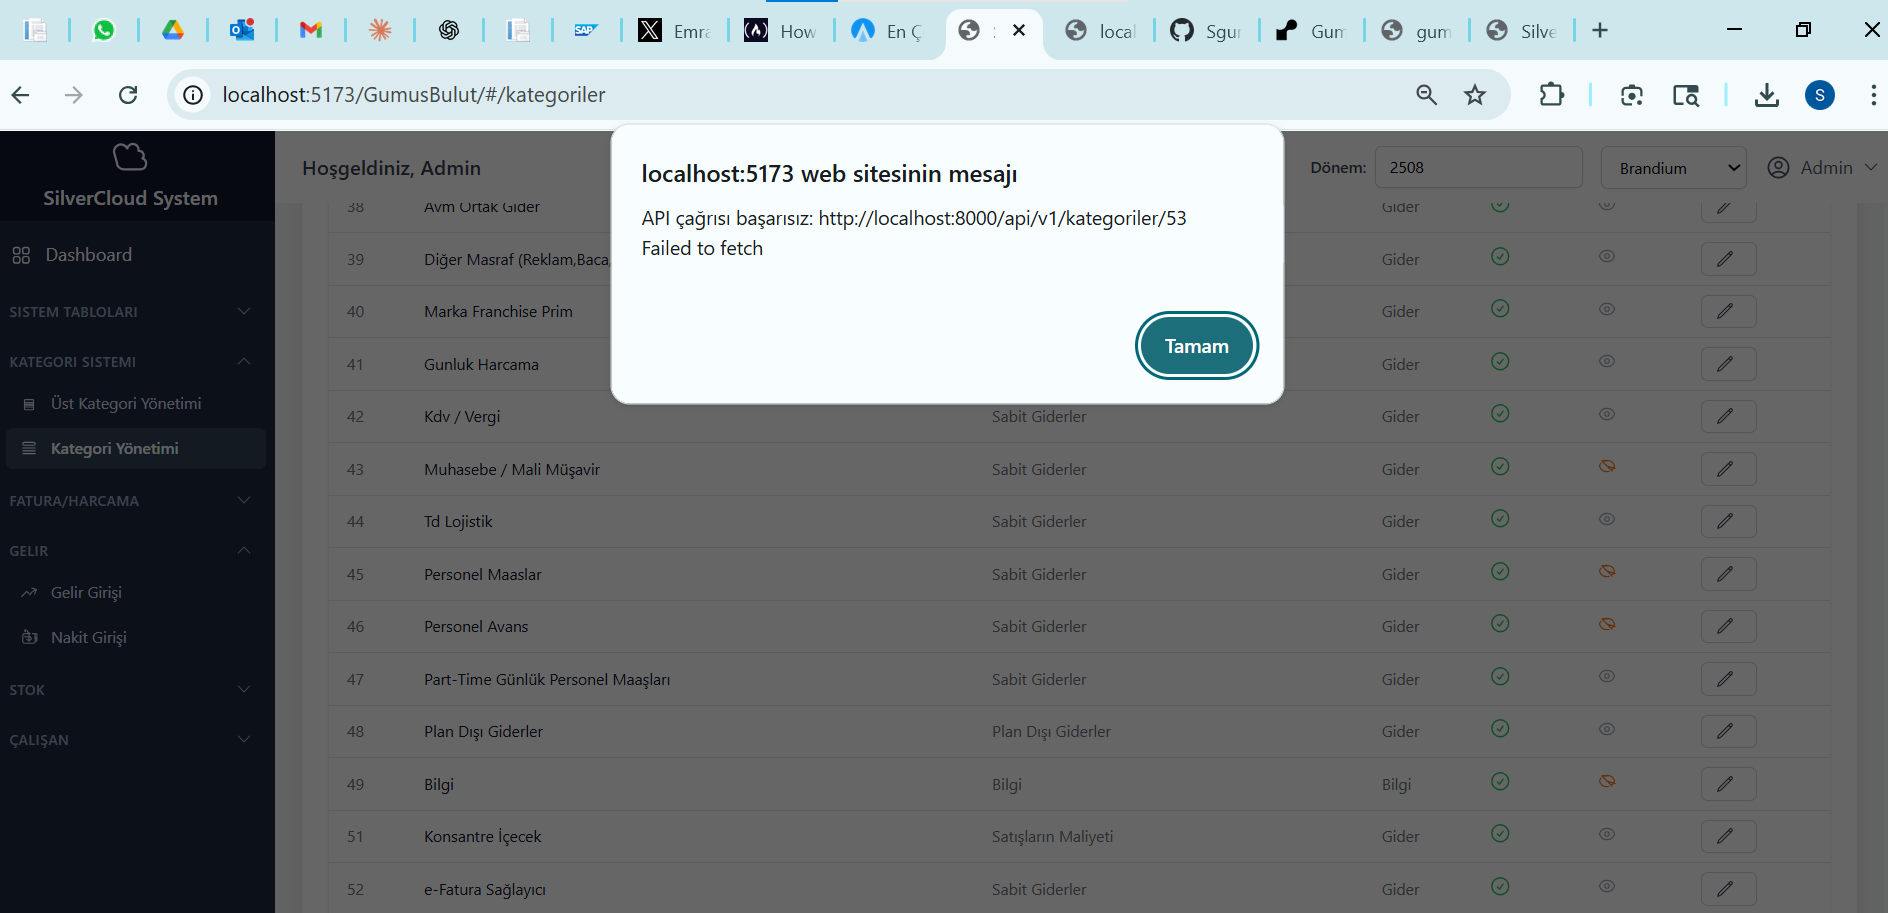 Emra
How
En Ç
S
local
Sgur
Gum
gum
Silve
localhost:5173/GumusBulut/#/kategoriler
S
SilverCloud System
Dashboard
SISTEM TABLOLARI
KATEGORI SISTEMI
Üst Kategori Yönetimi
Kategori Yönetimi
FATURA/HARCAMA
GELIR
Gelir Girişi
Nakit Girişi
STOK
ÇALIŞAN
Hoşgeldiniz, Admin
Dönem: 2508 Brandium Admin
localhost:5173 web sitesinin mesajı
API çağrısı başarısız: http://localhost:8000/api/v1/kategoriler/53
Failed to fetch
Tamam
38 Avm Ortak Gider Gider
39 Diğer Masraf (Reklam,Baca, Gider
40 Marka Franchise Prim Gider
41 Gunluk Harcama Gider
42 Kdv / Vergi Sabit Giderler Gider
43 Muhasebe / Mali Müşavir Sabit Giderler Gider
44 Td Lojistik Sabit Giderler Gider
45 Personel Maaslar Sabit Giderler Gider
46 Personel Avans Sabit Giderler Gider
47 Part-Time Günlük Personel Maaşları Sabit Giderler Gider
48 Plan Dışı Giderler Plan Dışı Giderler Gider
49 Bilgi Bilgi Bilgi
51 Konsantre İçecek Satışların Maliyeti Gider
52 e-Fatura Sağlayıcı Sabit Giderler Gider